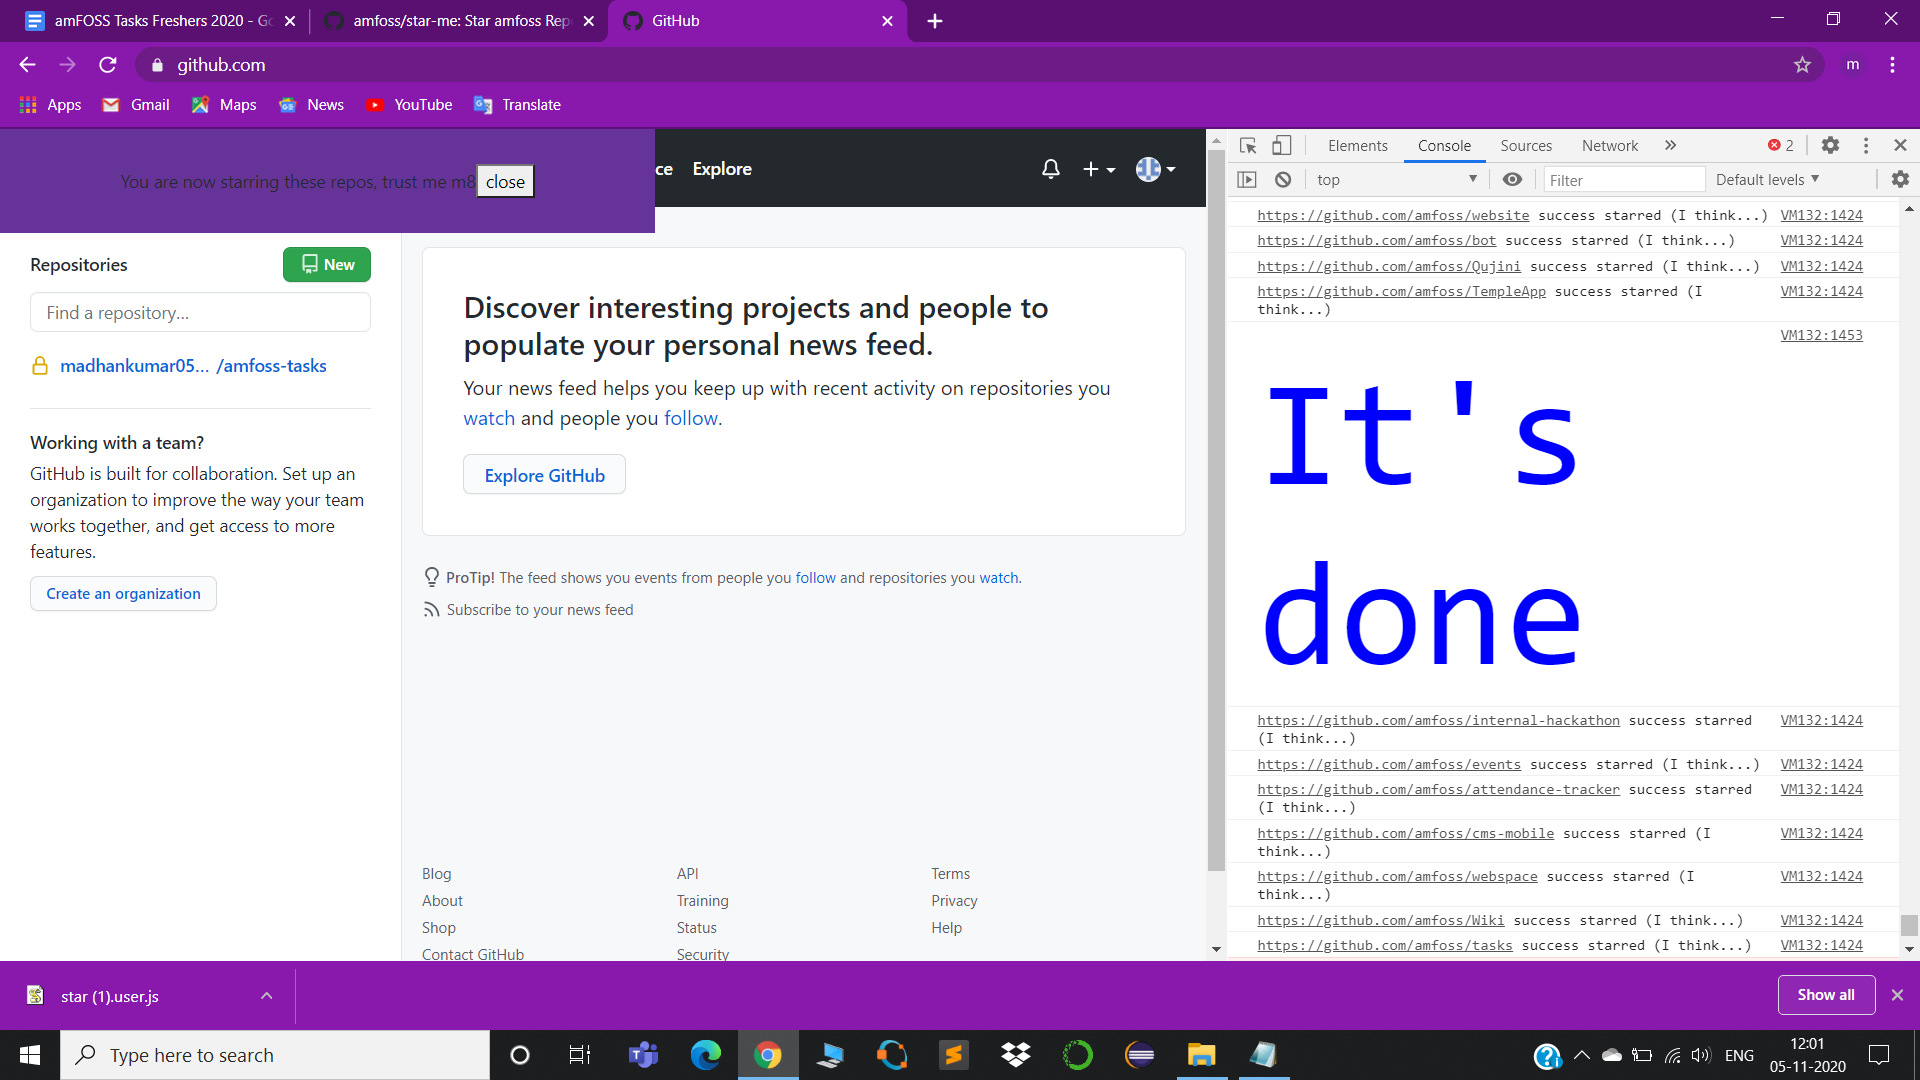 amFOSS Tasks Freshers 2020 - Go
amfoss/star-me: Star amfoss Rep
GitHub
github.com
m
Apps
Gmail
Maps
News
YouTube
Translate
You are now starring these repos, trust me m8
close
ce
Explore
Repositories
New
Find a repository...
madhankumar05... /amfoss-tasks
Working with a team?
GitHub is built for collaboration. Set up an
organization to improve the way your team
works together, and get access to more
features.
Create an organization
Discover interesting projects and people to
populate your personal news feed.
Your news feed helps you keep up with recent activity on repositories you
watch and people you follow.
Explore GitHub
ProTip! The feed shows you events from people you follow and repositories you watch.
Subscribe to your news feed
Blog
API
Terms
About
Training
Privacy
Shop
Status
Help
Contact GitHub
Security
Elements
Console
Sources
Network
2
top
Filter
Default levels
https://github.com/amfoss/website success starred (I think...) VM132:1424
https://github.com/amfoss/bot success starred (I think...) VM132:1424
https://github.com/amfoss/Qujini success starred (I think...) VM132:1424
https://github.com/amfoss/TempleApp success starred (I VM132:1424
think...)
VM132:1453
It's
done
https://github.com/amfoss/internal-hackathon success starred VM132:1424
(I think...)
https://github.com/amfoss/events success starred (I think...) VM132:1424
https://github.com/amfoss/attendance-tracker success starred VM132:1424
(I think...)
https://github.com/amfoss/cms-mobile success starred (I VM132:1424
think...)
https://github.com/amfoss/webspace success starred (I VM132:1424
think...)
https://github.com/amfoss/Wiki success starred (I think...) VM132:1424
https://github.com/amfoss/tasks success starred (I think...) VM132:1424
star (1).user.js
Show all
Type here to search
ENG
12:01
05-11-2020